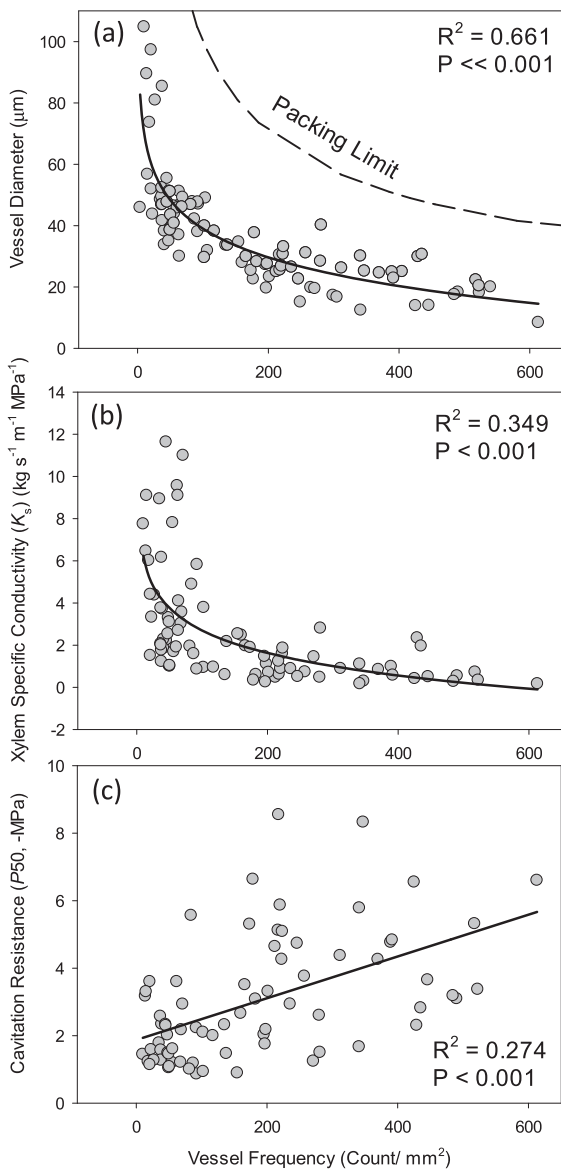 (a)
R² = 0.661
P << 0.001
Packing Limit
Vessel Diameter (μm)
100
80
60
40
20
0
0
200
400
600
(b)
R² = 0.349
P < 0.001
Xylem Specific Conductivity (Kₛ) (kg s⁻¹ m⁻¹ MPa⁻¹)
14
12
10
8
6
4
2
0
-2
0
200
400
600
(c)
Cavitation Resistance (P50, -MPa)
10
8
6
4
2
0
R² = 0.274
P < 0.001
0
200
400
600
Vessel Frequency (Count/ mm²)